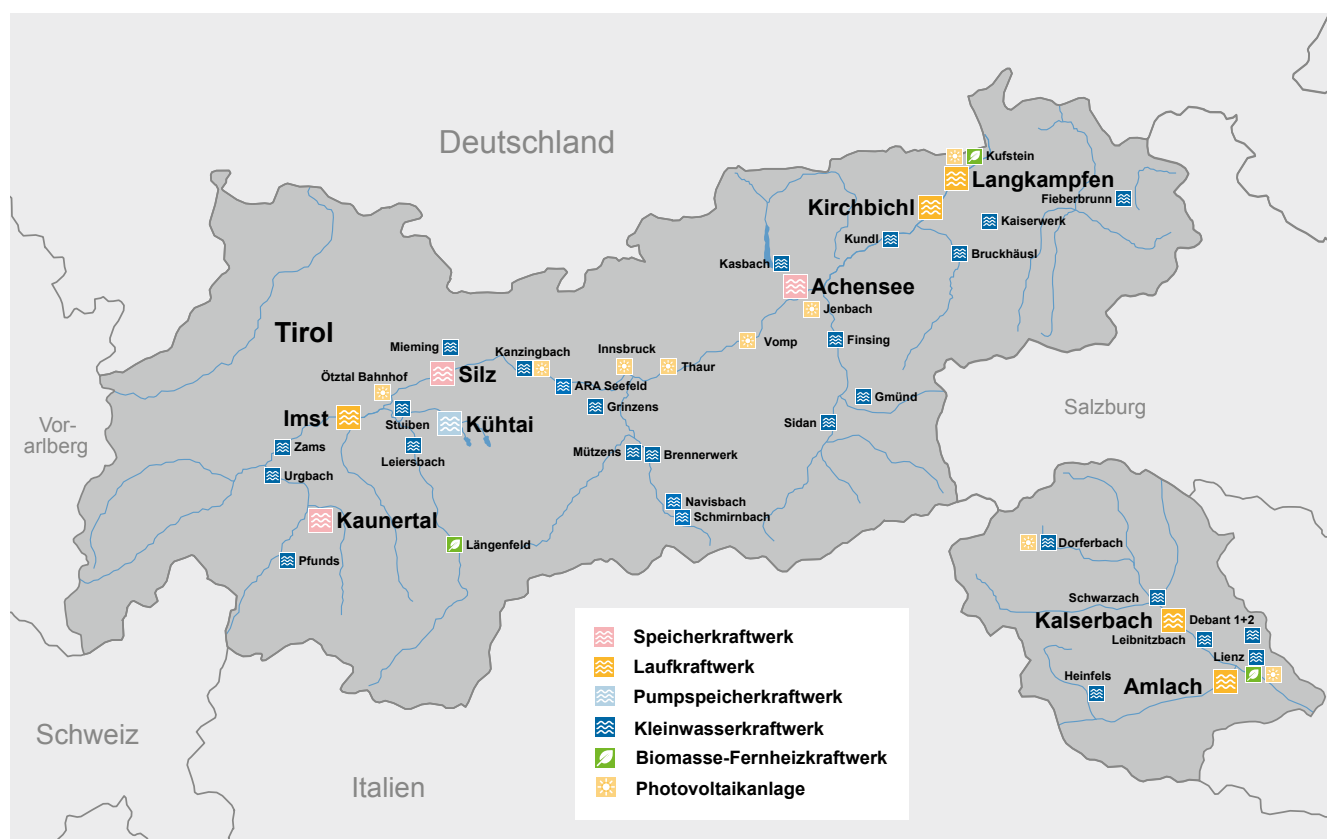 Deutschland
Kufstein
Langkampfen
Fieberbrunn
Kirchbichl
Kaiserwerk
Kundl
Bruckhäusl
Kasbach
Achensee
Jenbach
Tirol
Mieming
Kanzingbach
Innsbruck
Vomp
Finsing
Silz
Thaur
Ötztal Bahnhof
ARA Seefeld
Gmünd
Salzburg
Imst
Grinzens
Vor-
arlberg
Stuiben
Kühtai
Sidan
Zams
Leiersbach
Mützens
Brennerwerk
Urgbach
Navisbach
Schmirnbach
Kaunertal
Längenfeld
Dorferbach
Pfunds
Schwarzach
Kalserbach
Debant 1+2
Leibnitzbach
Lienz
Heinfels
Amlach
Schweiz
Italien
Speicherkraftwerk
Laufkraftwerk
Pumpspeicherkraftwerk
Kleinwasserkraftwerk
Biomasse-Fernheizkraftwerk
Photovoltaikanlage